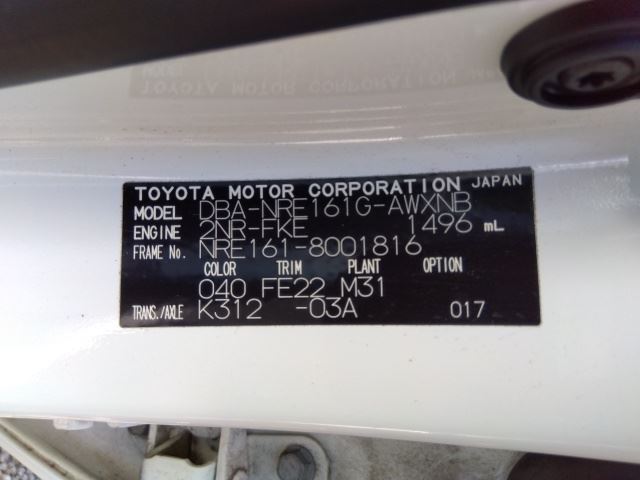 TOYOTA MOTOR CORPORATION JAPAN
MODEL DBA-NRE161G-AWXNB
ENGINE 2NR-FKE 1496 mL
FRAME No. NRE161-8001816
COLOR TRIM PLANT OPTION
040 FE22 M31
TRANS./AXLE K312 -03A 017